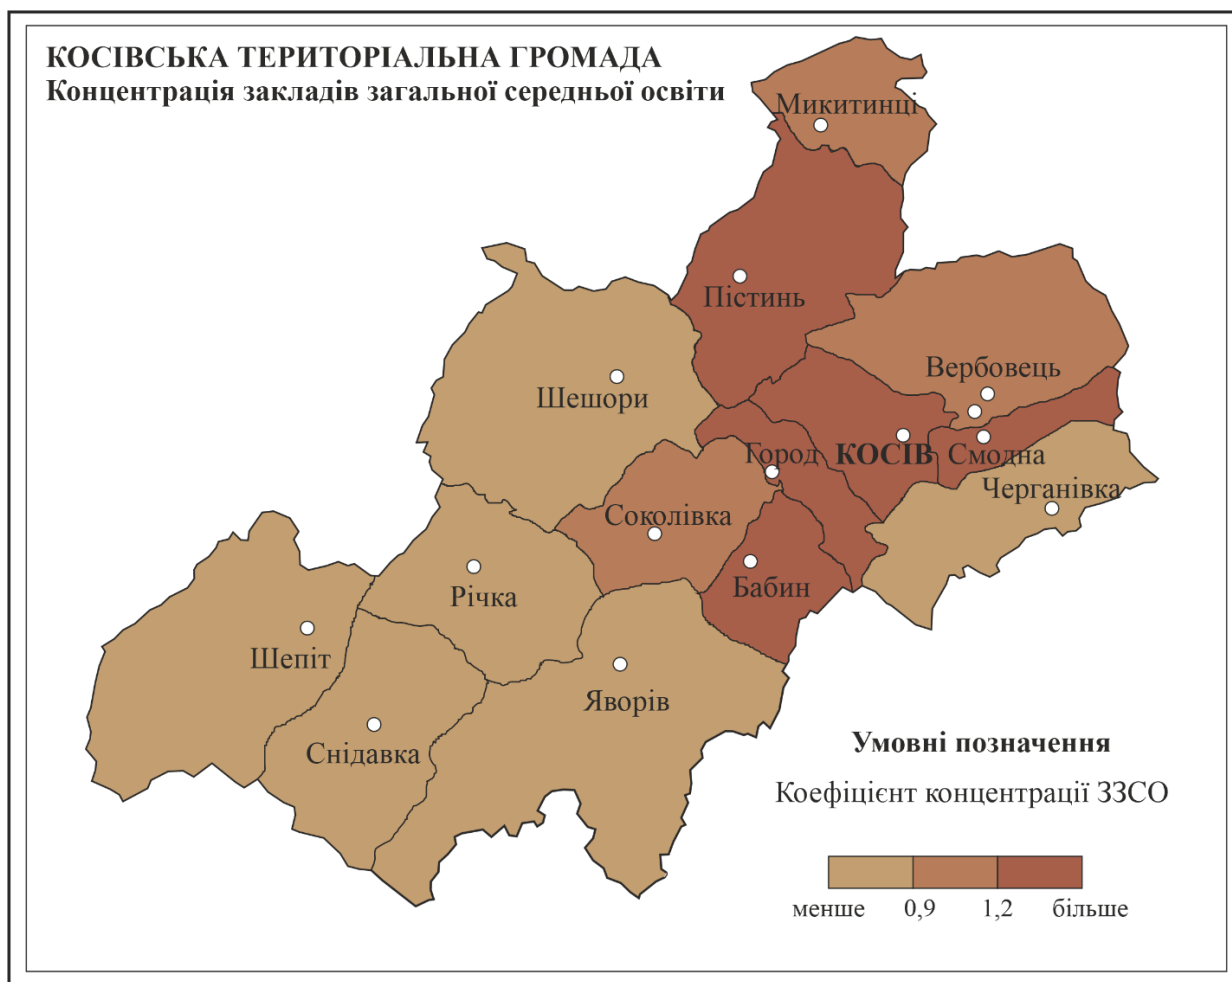 КОСІВСЬКА ТЕРИТОРІАЛЬНА ГРОМАДА
Концентрація закладів загальної середньої освіти
Микитинці
Пістинь
Вербовець
Шешори
Город
КОСІВ
Смодна
Черганівка
Соколівка
Бабин
Річка
Шепіт
Яворів
Снідавка
Умовні позначення
Коефіцієнт концентрації ЗЗСО
менше 0,9 1,2 більше